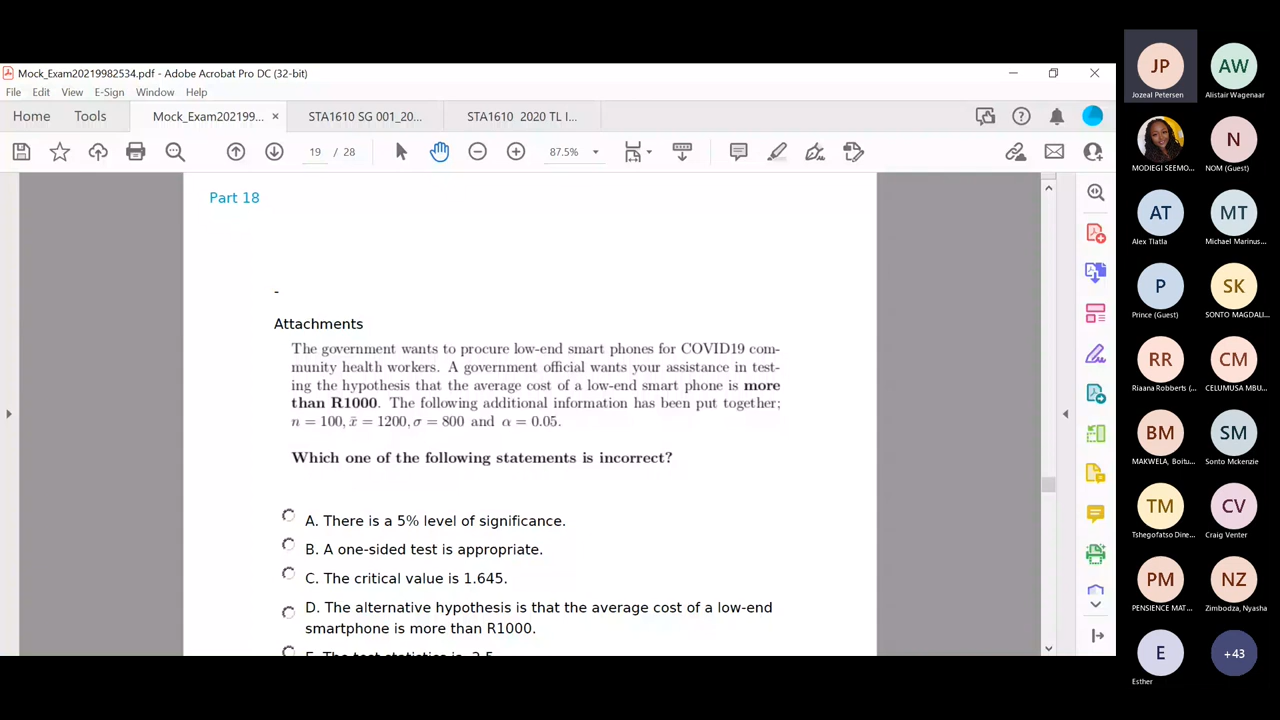 Mock_Exam20219982534.pdf - Adobe Acrobat Pro DC (32-bit)
File Edit View E-Sign Window Help
Home Tools Mock_Exam202199... × STA1610 SG 001_20... STA1610 2020 TL I...
19 / 28 87.5%
Part 18
-
Attachments
The government wants to procure low-end smart phones for COVID19 com-
munity health workers. A government official wants your assistance in test-
ing the hypothesis that the average cost of a low-end smart phone is more
than R1000. The following additional information has been put together;
n = 100, x̄ = 1200, σ = 800 and α = 0.05.
Which one of the following statements is incorrect?
A. There is a 5% level of significance.
B. A one-sided test is appropriate.
C. The critical value is 1.645.
D. The alternative hypothesis is that the average cost of a low-end
smartphone is more than R1000.
E. The test statistics is -2.5
JP AW
Jozeal Petersen Alistair Wagenaar
N
MODIEGI SEEMO... NOM (Guest)
AT MT
Alex Tlatla Michael Marinus...
P SK
Prince (Guest) SONTO MAGDALI...
RR CM
Riaana Robberts (... CELUMUSA MBU...
BM SM
MAKWELA, Boitu... Sonto Mckenzie
TM CV
Tshegofatso Dine... Craig Venter
PM NZ
PENSIENCE MAT... Zimbodza, Nyasha
E +43
Esther